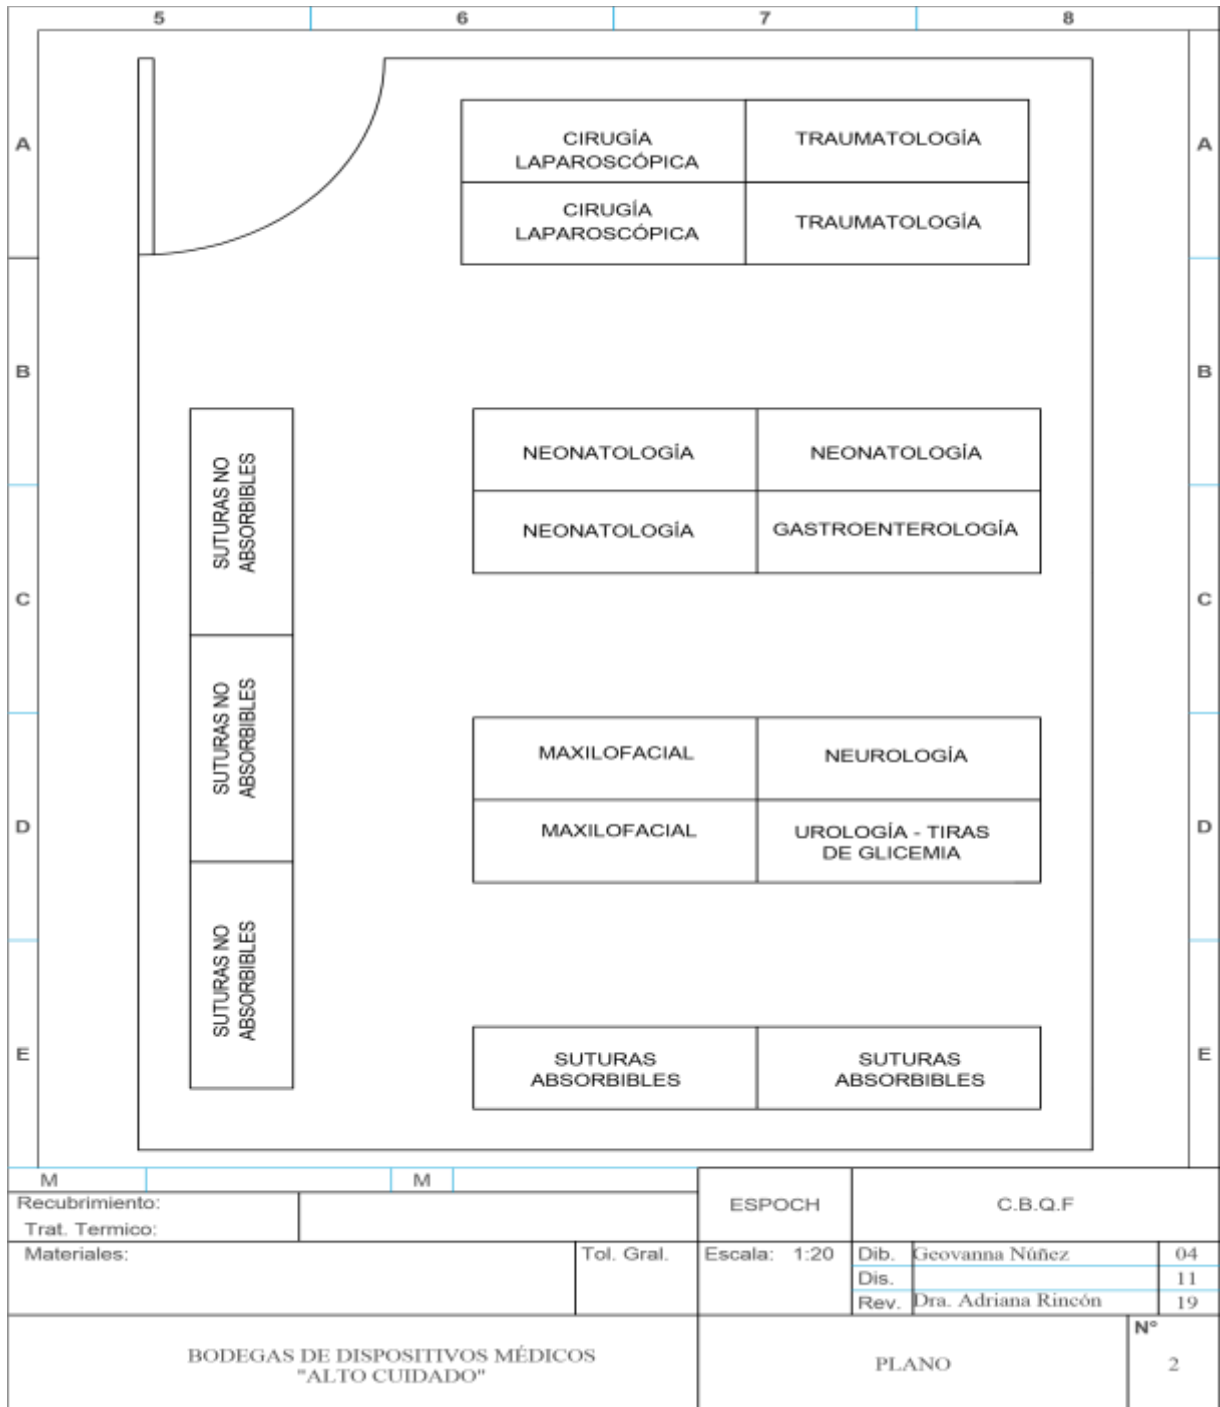 5 6 7 8
A A
CIRUGÍA
LAPAROSCÓPICA
TRAUMATOLOGÍA
CIRUGÍA
LAPAROSCÓPICA
TRAUMATOLOGÍA
B B
NEONATOLOGÍA
NEONATOLOGÍA
NEONATOLOGÍA
GASTROENTEROLOGÍA
SUTURAS NO
ABSORBIBLES
C C
SUTURAS NO
ABSORBIBLES
MAXILOFACIAL
NEUROLOGÍA
MAXILOFACIAL
UROLOGÍA - TIRAS
DE GLICEMIA
D D
SUTURAS NO
ABSORBIBLES
E E
SUTURAS
ABSORBIBLES
SUTURAS
ABSORBIBLES
M M
Recubrimiento:
Trat. Termico:
ESPOCH
C.B.Q.F
Materiales:
Tol. Gral.
Escala: 1:20
Dib. Geovanna Núñez 04
Dis. 11
Rev. Dra. Adriana Rincón 19
BODEGAS DE DISPOSITIVOS MÉDICOS
"ALTO CUIDADO"
PLANO
N°
2